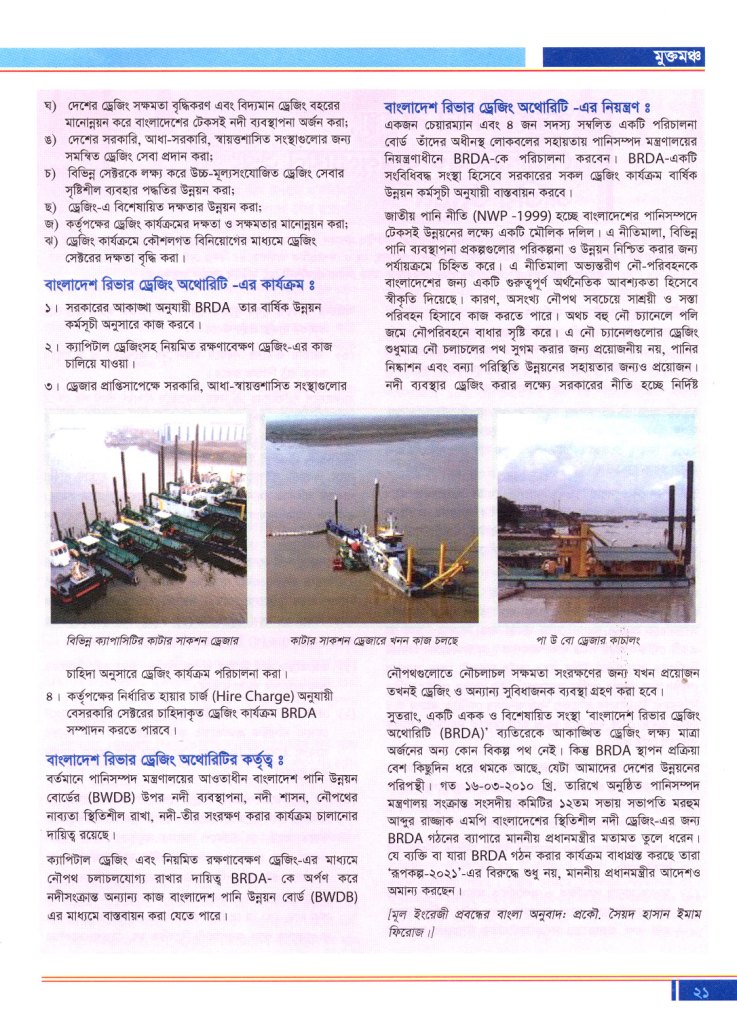 মুক্তমঞ্চ
ঘ) দেশের ড্রেজিং সক্ষমতা বৃদ্ধিকরণ এবং বিদ্যমান ড্রেজিং বহরের
মানোন্নয়ন করে বাংলাদেশের টেকসই নদী ব্যবস্থাপনা অর্জন করা;
ঙ) দেশের সরকারি, আধা-সরকারি, স্বায়ত্তশাসিত সংস্থাগুলোর জন্য
সমন্বিত ড্রেজিং সেবা প্রদান করা;
চ) বিভিন্ন সেক্টরকে লক্ষ্য করে উচ্চ-মূল্যসংযোজিত ড্রেজিং সেবার
সৃষ্টিশীল ব্যবহার পদ্ধতির উন্নয়ন করা;
ছ) ড্রেজিং-এ বিশেষায়িত দক্ষতার উন্নয়ন করা;
জ) কর্তৃপক্ষের ড্রেজিং কার্যক্রমের দক্ষতা ও সক্ষমতার মানোন্নয়ন করা;
ঝ) ড্রেজিং কার্যক্রমে কৌশলগত বিনিয়োগের মাধ্যমে ড্রেজিং
সেক্টরের দক্ষতা বৃদ্ধি করা।
বাংলাদেশ রিভার ড্রেজিং অথোরিটি -এর কার্যক্রম ঃ
১। সরকারের আকাঙ্খা অনুযায়ী BRDA তার বার্ষিক উন্নয়ন
কর্মসূচী অনুসারে কাজ করবে।
২। ক্যাপিটাল ড্রেজিংসহ নিয়মিত রক্ষণাবেক্ষণ ড্রেজিং-এর কাজ
চালিয়ে যাওয়া।
৩। ড্রেজার প্রাপ্তিসাপেক্ষে সরকারি, আধা-স্বায়ত্তশাসিত সংস্থাগুলোর
বাংলাদেশ রিভার ড্রেজিং অথোরিটি -এর নিয়ন্ত্রণ ঃ
একজন চেয়ারম্যান এবং ৪ জন সদস্য সম্বলিত একটি পরিচালনা
বোর্ড তাঁদের অধীনস্থ লোকবলের সহায়তায় পানিসম্পদ মন্ত্রণালয়ের
নিয়ন্ত্রণাধীনে BRDA-কে পরিচালনা করবেন। BRDA-একটি
সংবিধিবদ্ধ সংস্থা হিসেবে সরকারের সকল ড্রেজিং কার্যক্রম বার্ষিক
উন্নয়ন কর্মসূচী অনুযায়ী বাস্তবায়ন করবে।
জাতীয় পানি নীতি (NWP -1999) হচ্ছে বাংলাদেশের পানিসম্পদে
টেকসই উন্নয়নের লক্ষ্যে একটি মৌলিক দলিল। এ নীতিমালা, বিভিন্ন
পানি ব্যবস্থাপনা প্রকল্পগুলোর পরিকল্পনা ও উন্নয়ন নিশ্চিত করার জন্য
পর্যায়ক্রমে চিহ্নিত করে। এ নীতিমালা অভ্যন্তরীণ নৌ-পরিবহনকে
বাংলাদেশের জন্য একটি গুরুত্বপূর্ণ অর্থনৈতিক আবশ্যকতা হিসেবে
স্বীকৃতি দিয়েছে। কারণ, অসংখ্য নৌপথ সবচেয়ে সাশ্রয়ী ও সস্তা
পরিবহন হিসাবে কাজ করতে পারে। অথচ বহু নৌ চ্যানেলে পলি
জমে নৌপরিবহনে বাধার সৃষ্টি করে। এ নৌ চ্যানেলগুলোর ড্রেজিং
শুধুমাত্র নৌ চলাচলের পথ সুগম করার জন্য প্রয়োজনীয় নয়, পানির
নিষ্কাশন এবং বন্যা পরিস্থিতি উন্নয়নের সহায়তার জন্যও প্রয়োজন।
নদী ব্যবস্থার ড্রেজিং করার লক্ষ্যে সরকারের নীতি হচ্ছে নির্দিষ্ট
বিভিন্ন ক্যাপাসিটির কাটার সাকশন ড্রেজার
কাটার সাকশন ড্রেজারে খনন কাজ চলছে
পা উ বো ড্রেজার কাচালং
চাহিদা অনুসারে ড্রেজিং কার্যক্রম পরিচালনা করা।
৪। কর্তৃপক্ষের নির্ধারিত হায়ার চার্জ (Hire Charge) অনুযায়ী
বেসরকারি সেক্টরের চাহিদাকৃত ড্রেজিং কার্যক্রম BRDA
সম্পাদন করতে পারবে।
বাংলাদেশ রিভার ড্রেজিং অথোরিটির কর্তৃত্ব ঃ
বর্তমানে পানিসম্পদ মন্ত্রণালয়ের আওতাধীন বাংলাদেশ পানি উন্নয়ন
বোর্ডের (BWDB) উপর নদী ব্যবস্থাপনা, নদী শাসন, নৌপথের
নাব্যতা স্থিতিশীল রাখা, নদী-তীর সংরক্ষণ করার কার্যক্রম চালানোর
দায়িত্ব রয়েছে।
ক্যাপিটাল ড্রেজিং এবং নিয়মিত রক্ষণাবেক্ষণ ড্রেজিং-এর মাধ্যমে
নৌপথ চলাচলযোগ্য রাখার দায়িত্ব BRDA- কে অর্পণ করে
নদীসংক্রান্ত অন্যান্য কাজ বাংলাদেশ পানি উন্নয়ন বোর্ড (BWDB)
এর মাধ্যমে বাস্তবায়ন করা যেতে পারে।
নৌপথগুলোতে নৌচলাচল সক্ষমতা সংরক্ষণের জন্য যখন প্রয়োজন
তখনই ড্রেজিং ও অন্যান্য সুবিধাজনক ব্যবস্থা গ্রহণ করা হবে।
সুতরাং, একটি একক ও বিশেষায়িত সংস্থা ‘বাংলাদেশ রিভার ড্রেজিং
অথোরিটি (BRDA)’ ব্যতিরেকে আকাঙ্খিত ড্রেজিং লক্ষ্য মাত্রা
অর্জনের অন্য কোন বিকল্প পথ নেই। কিন্তু BRDA স্থাপন প্রক্রিয়া
বেশ কিছুদিন ধরে থমকে আছে, যেটা আমাদের দেশের উন্নয়নের
পরিপন্থী। গত ১৬-০৩-২০১০ খ্রি. তারিখে অনুষ্ঠিত পানিসম্পদ
মন্ত্রণালয় সংক্রান্ত সংসদীয় কমিটির ১২তম সভায় সভাপতি মরহুম
আব্দুর রাজ্জাক এমপি বাংলাদেশের স্থিতিশীল নদী ড্রেজিং-এর জন্য
BRDA গঠনের ব্যাপারে মাননীয় প্রধানমন্ত্রীর মতামত তুলে ধরেন।
যে ব্যক্তি বা যারা BRDA গঠন করার কার্যক্রম বাধাগ্রস্ত করছে তারা
‘রূপকল্প-২০২১’-এর বিরুদ্ধে শুধু নয়, মাননীয় প্রধানমন্ত্রীর আদেশও
অমান্য করছেন।
[মূল ইংরেজী প্রবন্ধের বাংলা অনুবাদঃ প্রকৌ. সৈয়দ হাসান ইমাম
ফিরোজ।]
২১